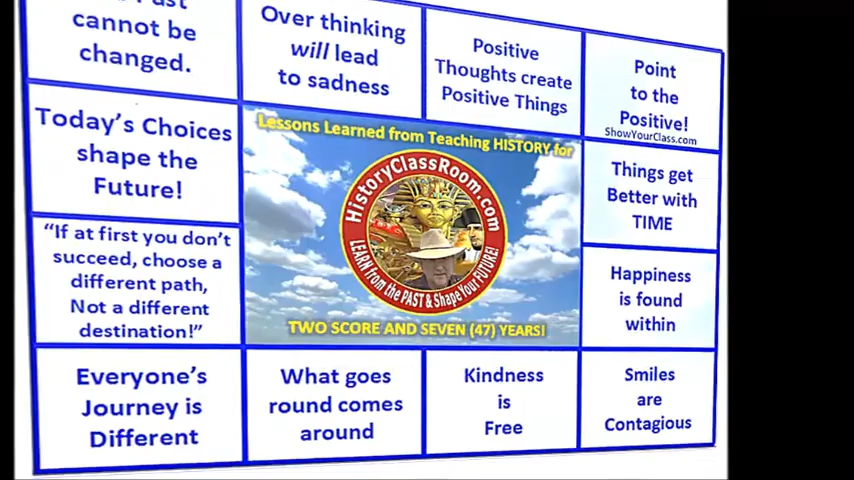 cannot be
changed.
Over thinking
will lead
to sadness
Positive
Thoughts create
Positive Things
Point
to the
Positive!
ShowYourClass.com
Today's Choices
shape the
Future!
Lessons Learned from Teaching HISTORY for
HistoryClassRoom.com
LEARN from the PAST & Shape Your FUTURE!
TWO SCORE AND SEVEN (47) YEARS!
Things get
Better with
TIME
"If at first you don't
succeed, choose a
different path,
Not a different
destination!"
Happiness
is found
within
Everyone's
Journey is
Different
What goes
round comes
around
Kindness
is
Free
Smiles
are
Contagious